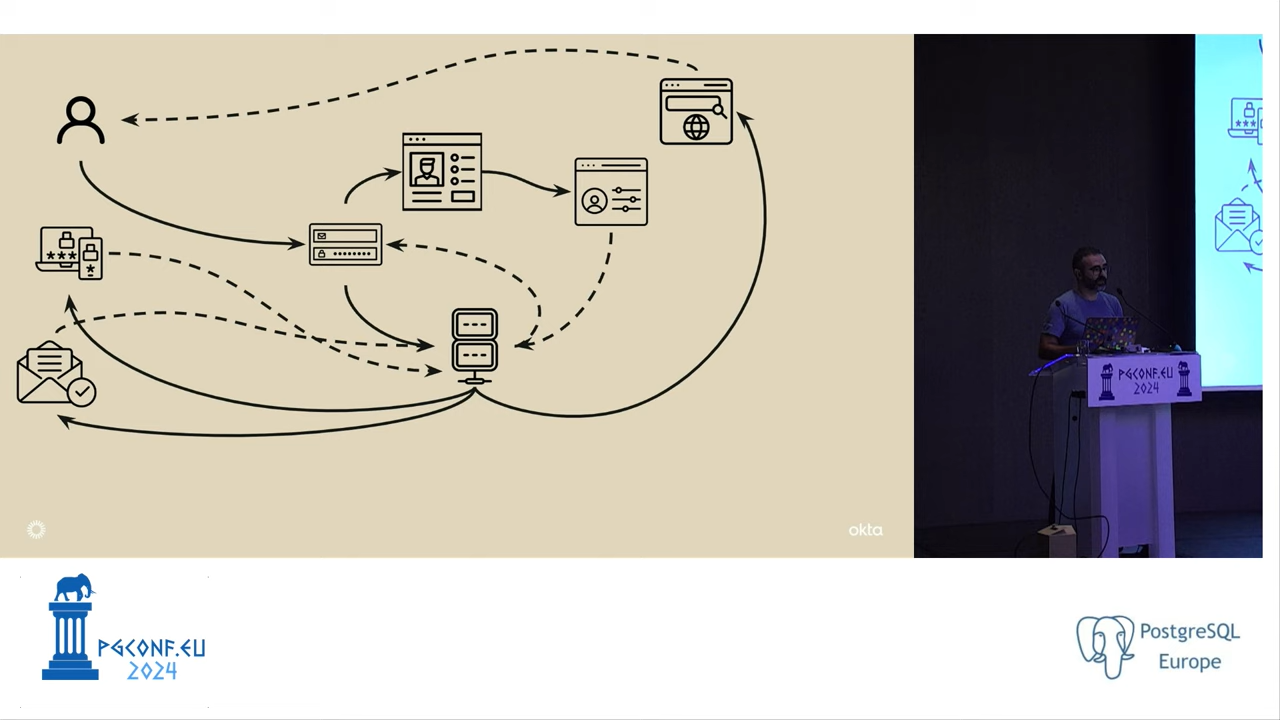 okta
PGCONF.EU
2024
PGCONF.EU
2024
PostgreSQL
Europe